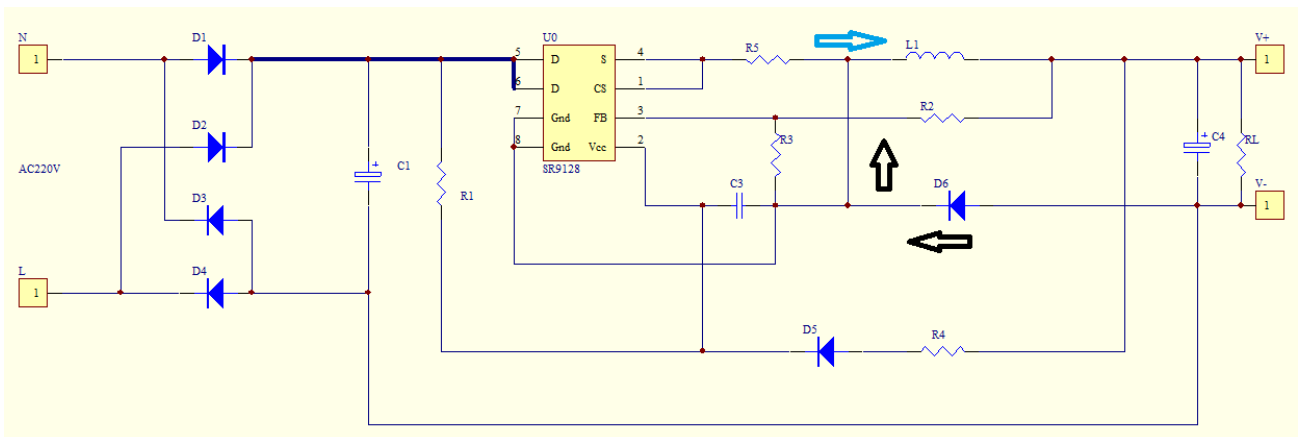 N
1
D1
D2
AC220V
D3
L
1
D4
C1
+
R1
U0
5
D
S
4
6
D
CS
1
7
Gnd
FB
3
8
Gnd
Vcc
2
SR9128
R5
L1
R2
R3
C3
D6
D5
R4
V+
1
+
C4
RL
V-
1